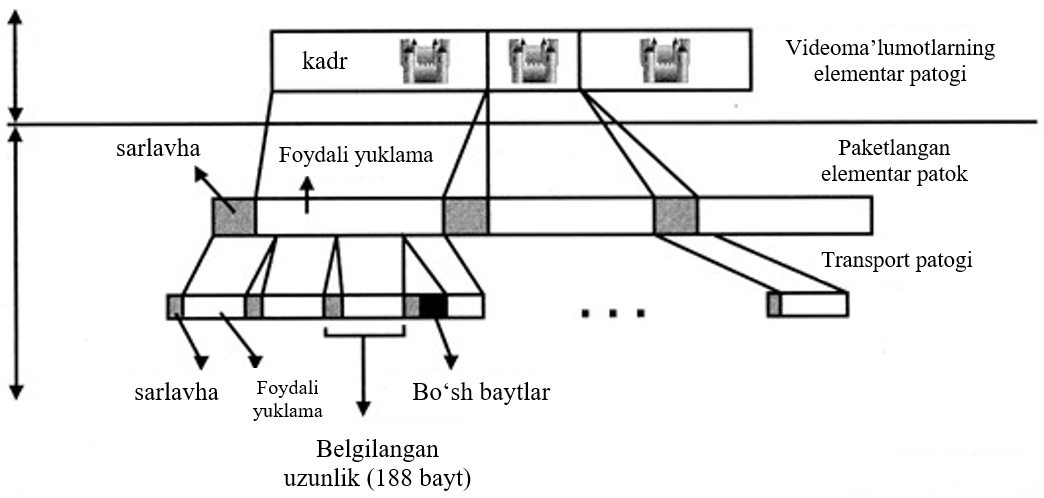 kadr
Videoma’lumotlarning
elementar patogi
sarlavha
Foydali yuklama
Paketlangan
elementar patok
Transport patogi
sarlavha
Foydali
yuklama
Bo‘sh baytlar
Belgilangan
uzunlik (188 bayt)